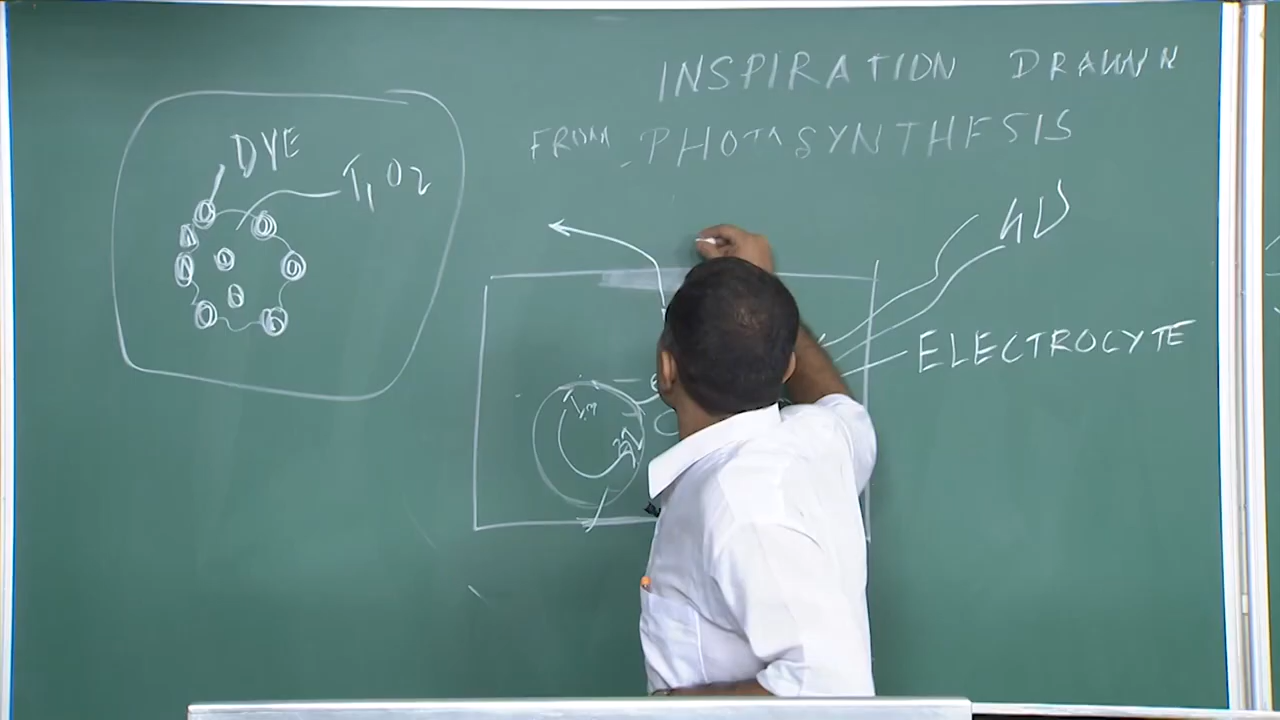 INSPIRATION DRAWN
FROM PHOTOSYNTHESIS
DYE
TiO2
hν
ELECTROCYTE